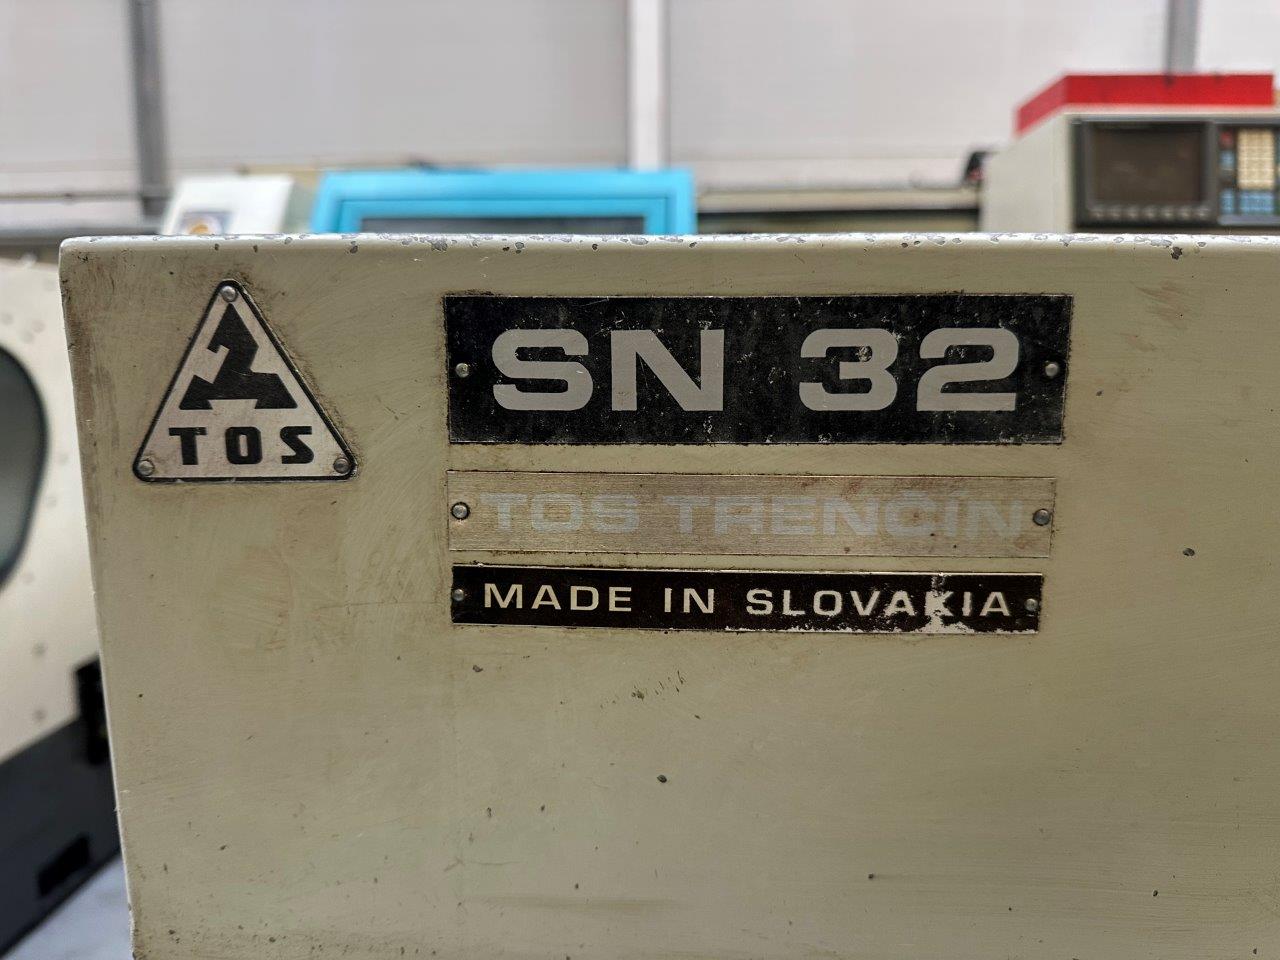 TOS
SN 32
TOS TRENČÍN
MADE IN SLOVAKIA